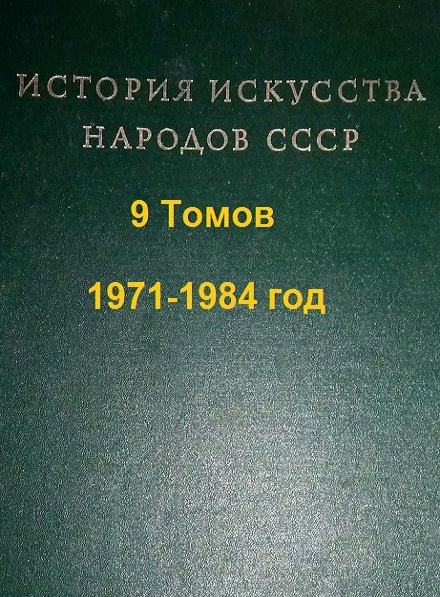 ИСТОРИЯ ИСКУССТВА
НАРОДОВ СССР
9 Томов
1971-1984 год